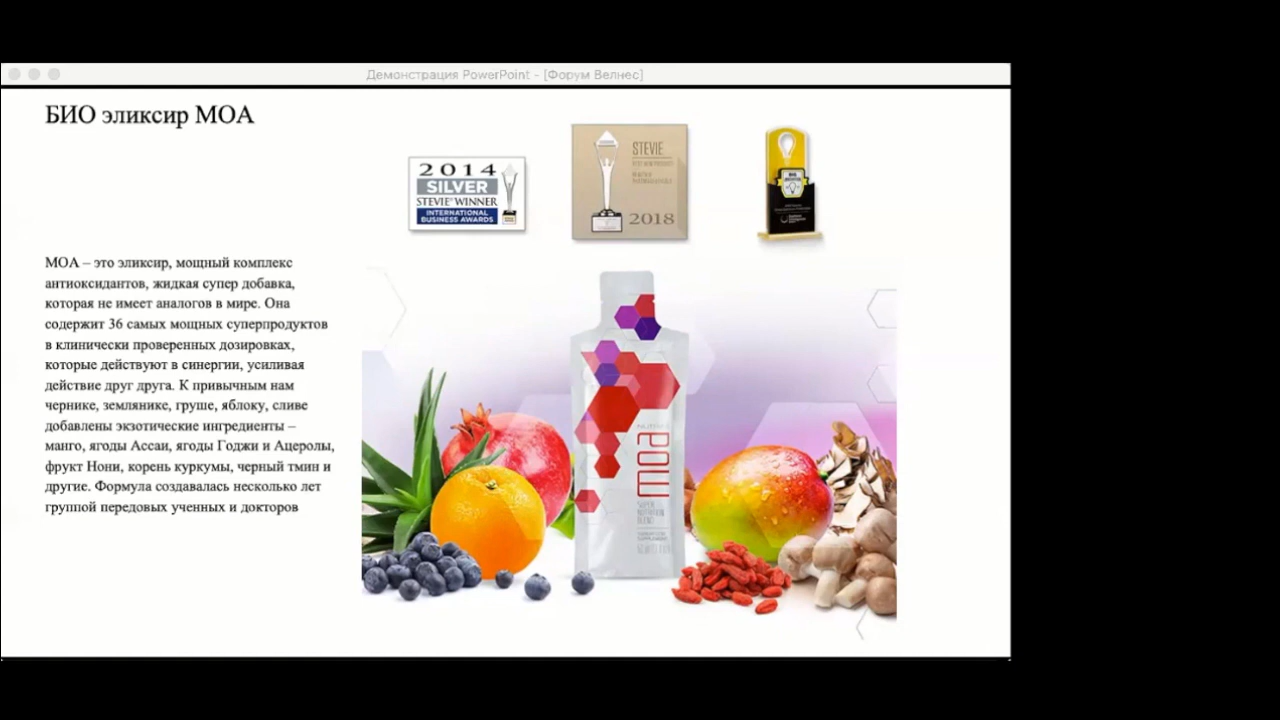 Демонстрация PowerPoint - [Форум Велнес]
БИО эликсир МОА
2014
SILVER
STEVIE® WINNER
INTERNATIONAL
BUSINESS AWARDS
STEVIE
2018
МОА – это эликсир, мощный комплекс
антиоксидантов, жидкая супер добавка,
которая не имеет аналогов в мире. Она
содержит 36 самых мощных суперпродуктов
в клинически проверенных дозировках,
которые действуют в синергии, усиливая
действие друг друга. К привычным нам
чернике, землянике, груше, яблоку, сливе
добавлены экзотические ингредиенты –
манго, ягоды Ассаи, ягоды Годжи и Ацеролы,
фрукт Нони, корень куркумы, черный тмин и
другие. Формула создавалась несколько лет
группой передовых ученных и докторов
moa
SUPER
NUTRITION
BLEND